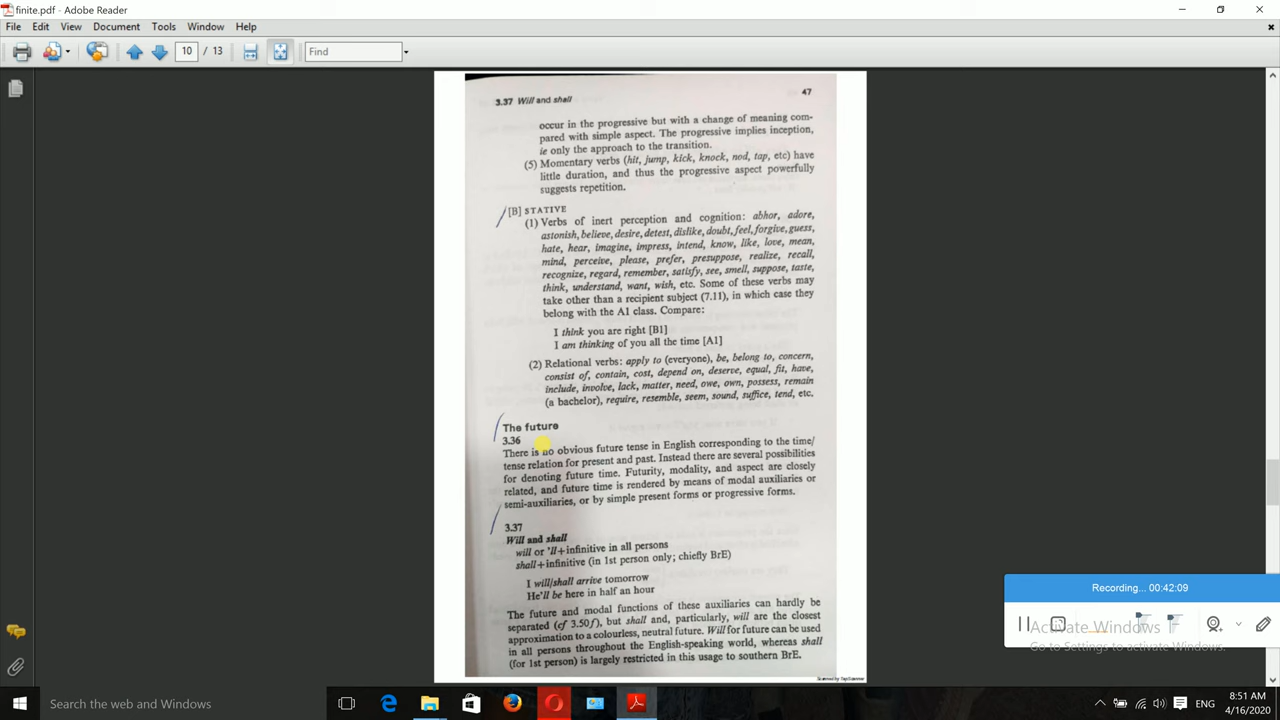 finite.pdf - Adobe Reader
File Edit View Document Tools Window Help
10 / 13 Find
3.37 Will and shall 47
occur in the progressive but with a change of meaning com-
pared with simple aspect. The progressive implies inception,
ie only the approach to the transition.
(5) Momentary verbs (hit, jump, kick, knock, nod, tap, etc) have
little duration, and thus the progressive aspect powerfully
suggests repetition.
[B] STATIVE
(1) Verbs of inert perception and cognition: abhor, adore,
astonish, believe, desire, detest, dislike, doubt, feel, forgive, guess,
hate, hear, imagine, impress, intend, know, like, love, mean,
mind, perceive, please, prefer, presuppose, realize, recall,
recognize, regard, remember, satisfy, see, smell, suppose, taste,
think, understand, want, wish, etc. Some of these verbs may
take other than a recipient subject (7.11), in which case they
belong with the A1 class. Compare:
I think you are right [B1]
I am thinking of you all the time [A1]
(2) Relational verbs: apply to (everyone), be, belong to, concern,
consist of, contain, cost, depend on, deserve, equal, fit, have,
include, involve, lack, matter, need, owe, own, possess, remain
(a bachelor), require, resemble, seem, sound, suffice, tend, etc.
The future
3.36
There is no obvious future tense in English corresponding to the time/
tense relation for present and past. Instead there are several possibilities
for denoting future time. Futurity, modality, and aspect are closely
related, and future time is rendered by means of modal auxiliaries or
semi-auxiliaries, or by simple present forms or progressive forms.
3.37
Will and shall
will or 'll+infinitive in all persons
shall+infinitive (in 1st person only; chiefly BrE)
I will/shall arrive tomorrow
He'll be here in half an hour
The future and modal functions of these auxiliaries can hardly be
separated (cf 3.50f), but shall and, particularly, will are the closest
approximation to a colourless, neutral future. Will for future can be used
in all persons throughout the English-speaking world, whereas shall
(for 1st person) is largely restricted in this usage to southern BrE.
Scanned by TapScanner
Recording... 00:42:09
Activate Windows
Go to Settings to activate Windows.
Search the web and Windows
ENG
8:51 AM
4/16/2020